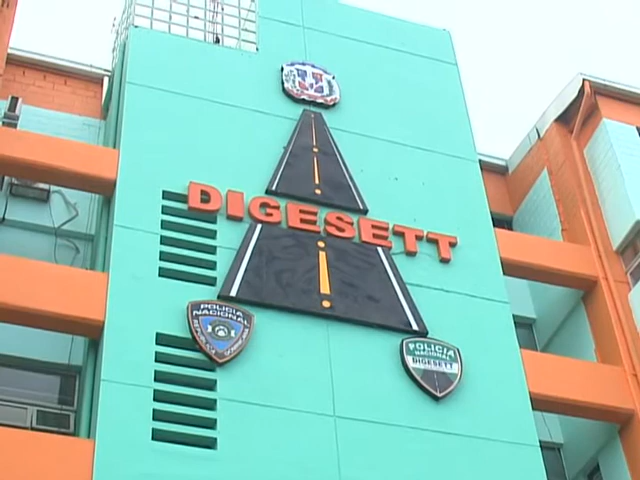 DIGESETT
POLICIA
NACIONAL
POLICIA
NACIONAL
DIGESETT